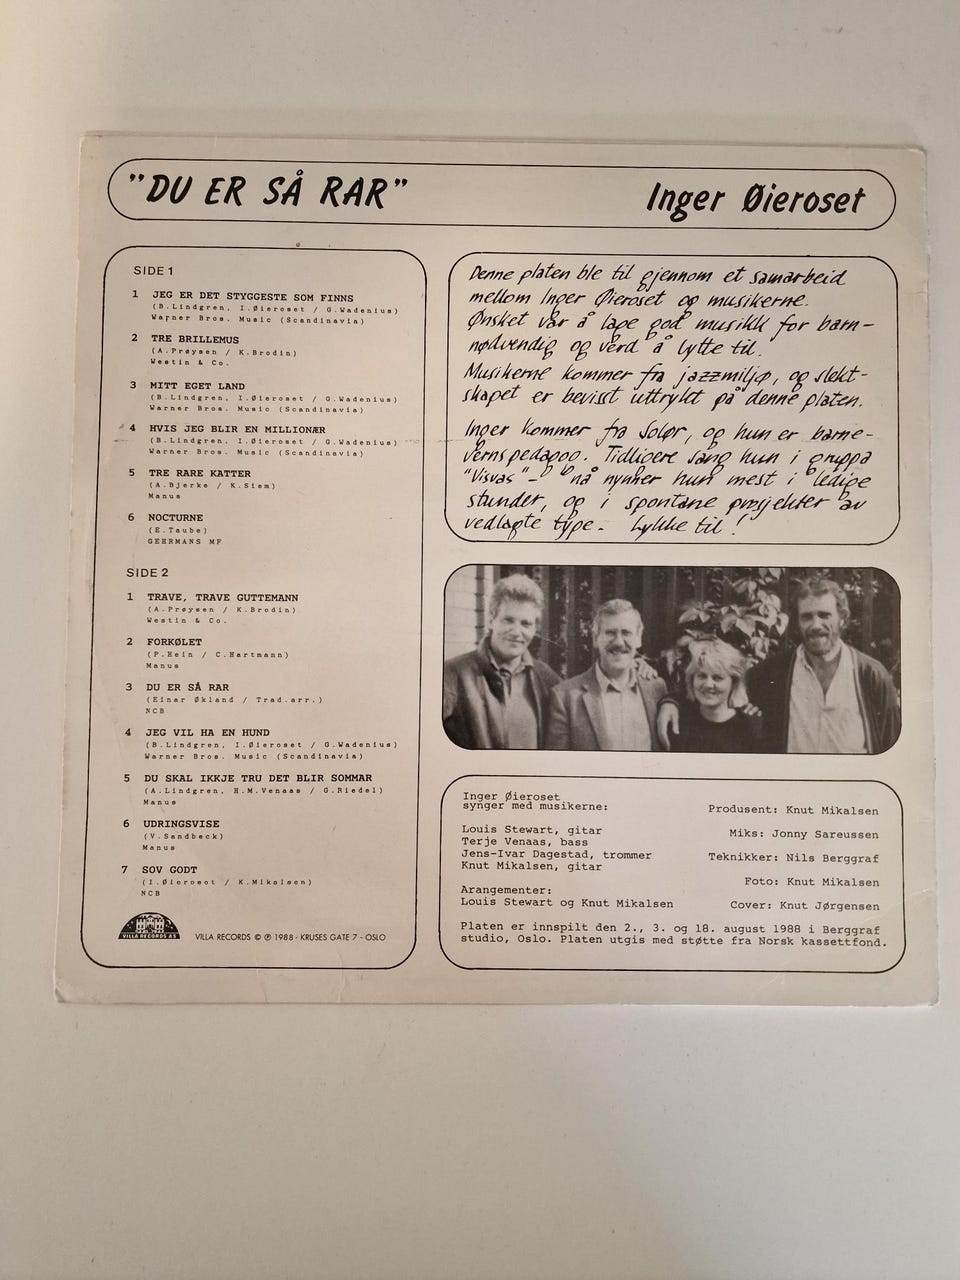 "DU ER SÅ RAR"
Inger Øieroset
SIDE 1
1 JEG ER DET STYGGESTE SOM FINNS
(B.Lindgren, I.Øieroset / G.Wadenius)
Warner Bros. Music (Scandinavia)
2 TRE BRILLEMUS
(A.Prøysen / K.Brodin)
Westin & Co.
3 MITT EGET LAND
(B.Lindgren, I.Øieroset / G.Wadenius)
Warner Bros. Music (Scandinavia)
4 HVIS JEG BLIR EN MILLIONÆR
(B.Lindgren, I.Øieroset / G.Wadenius)
Warner Bros. Music (Scandinavia)
5 TRE RARE KATTER
(A.Bjerke / K.Siem)
Manus
6 NOCTURNE
(E.Taube)
GEHRMANS MF
SIDE 2
1 TRAVE, TRAVE GUTTEMANN
(A.Prøysen / K.Brodin)
Westin & Co.
2 FORKØLET
(P.Hein / C.Hartmann)
Manus
3 DU ER SÅ RAR
(Einar Økland / Trad.arr.)
NCB
4 JEG VIL HA EN HUND
(B.Lindgren, I.Øieroset / G.Wadenius)
Warner Bros. Music (Scandinavia)
5 DU SKAL IKKJE TRU DET BLIR SOMMAR
(A.Lindgren, H.M.Venaas / G.Riedel)
Manus
6 UDRINGSVISE
(V.Sandbeck)
Manus
7 SOV GODT
(I.Øieroset / K.Mikalsen)
NCB
VILLA RECORDS AS
VILLA RECORDS © ℗ 1988 - KRUSES GATE 7 - OSLO
Denne platen ble til gjennom et samarbeid
mellom Inger Øieroset og musikerne.
Ønsket var å lage god musikk for barn -
nødvendig og verd å lytte til.
Musikerne kommer fra jazzmiljø, og slekt-
skapet er bevisst uttrykt på denne platen.
Inger kommer fra Solør, og hun er barne-
vernspedagog. Tidligere sang hun i gruppa
"Visvas" - nå nynner hun mest i ledige
stunder, og i spontane prosjekter av
vedlagte type - Lykke til!
Inger Øieroset
synger med musikerne:
Louis Stewart, gitar
Terje Venaas, bass
Jens-Ivar Dagestad, trommer
Knut Mikalsen, gitar
Arangementer:
Louis Stewart og Knut Mikalsen
Produsent: Knut Mikalsen
Miks: Jonny Sareussen
Teknikker: Nils Berggraf
Foto: Knut Mikalsen
Cover: Knut Jørgensen
Platen er innspilt den 2., 3. og 18. august 1988 i Berggraf
studio, Oslo. Platen utgis med støtte fra Norsk kassettfond.